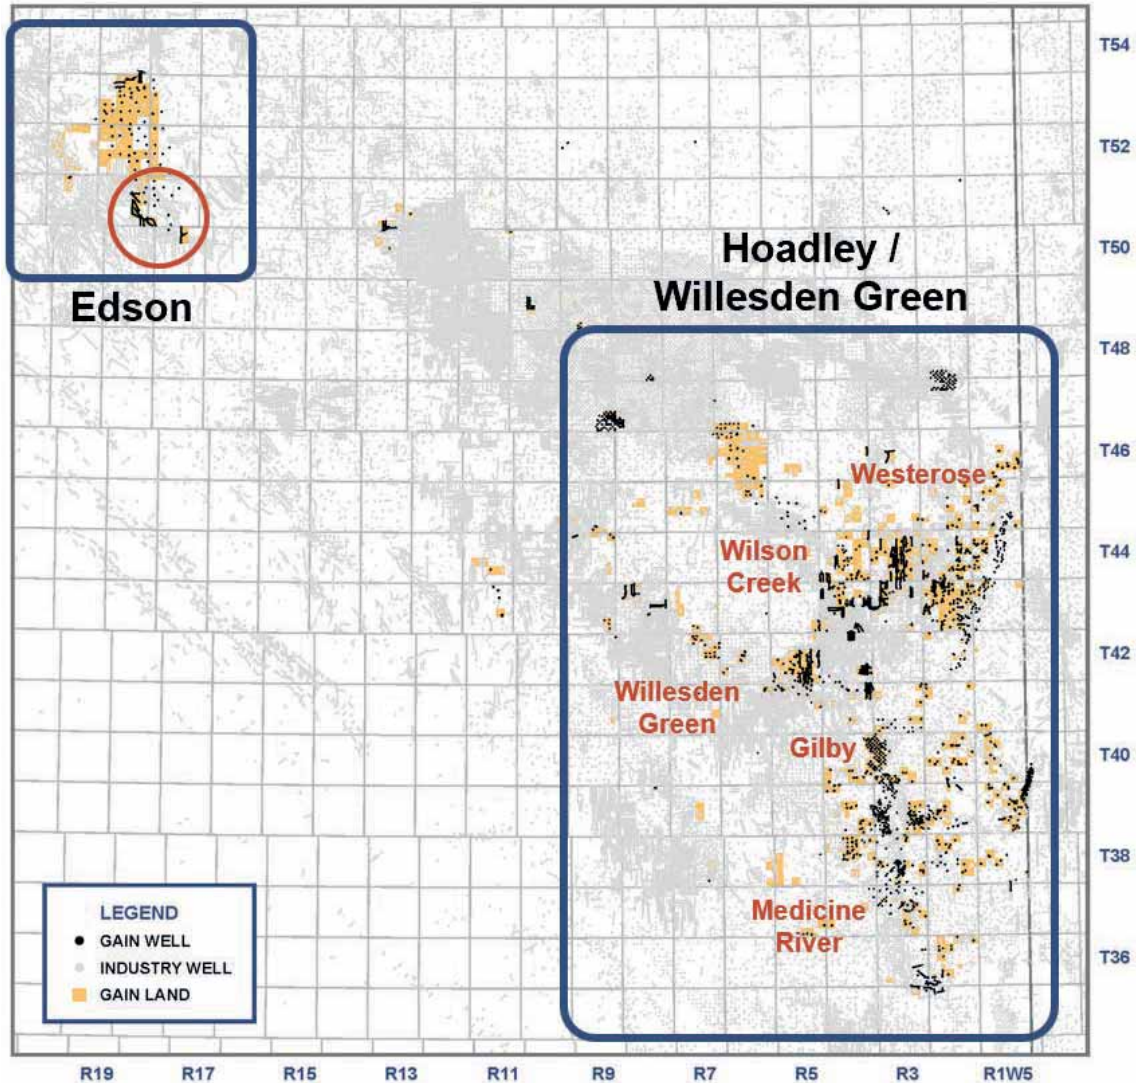 T54
T52
T50
Hoadley /
Willesden Green
Edson
T48
T46
Westerose
T44
Wilson
Creek
T42
Willesden
Green
Gilby
T40
T38
Medicine
River
T36
LEGEND
GAIN WELL
INDUSTRY WELL
GAIN LAND
R19
R17
R15
R13
R11
R9
R7
R5
R3
R1W5